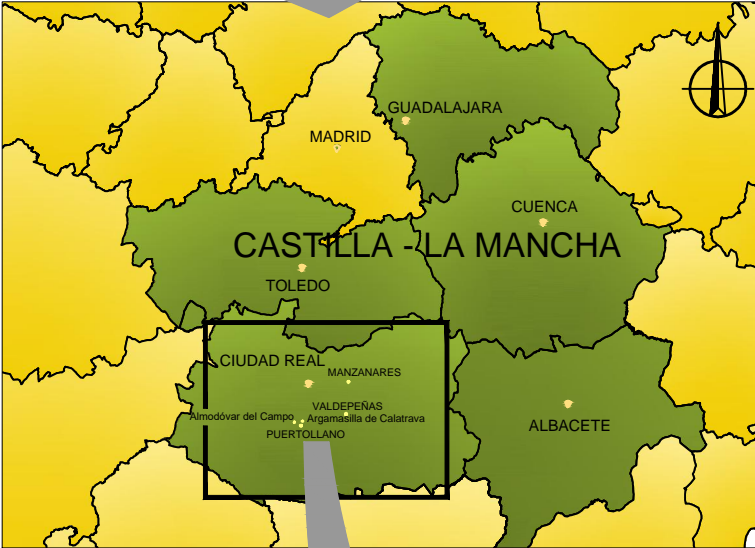 GUADALAJARA
MADRID
CUENCA
CASTILLA - LA MANCHA
TOLEDO
CIUDAD REAL
MANZANARES
VALDEPEÑAS
Almodóvar del Campo
Argamasilla de Calatrava
ALBACETE
PUERTOLLANO